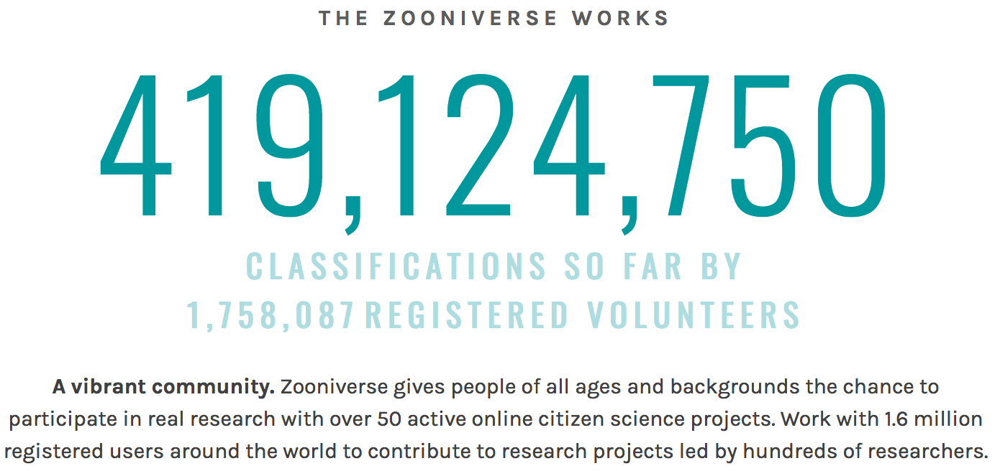 THE ZOONIVERSE WORKS
419,124,750
CLASSIFICATIONS SO FAR BY
1,758,087 REGISTERED VOLUNTEERS
A vibrant community. Zooniverse gives people of all ages and backgrounds the chance to
participate in real research with over 50 active online citizen science projects. Work with 1.6 million
registered users around the world to contribute to research projects led by hundreds of researchers.